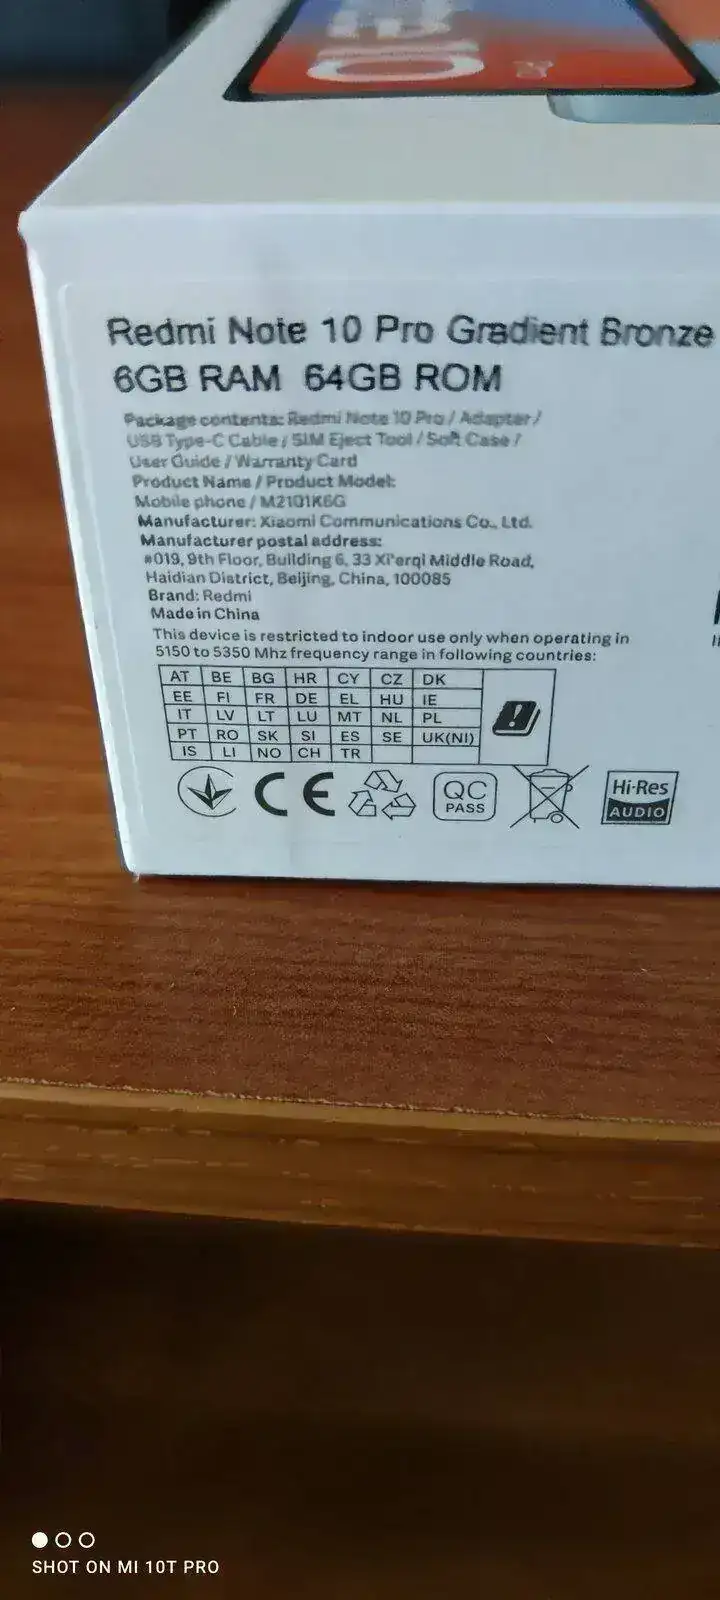 Redmi Note 10 Pro Gradient Bronze
6GB RAM 64GB ROM
Package contents: Redmi Note 10 Pro / Adapter /
USB Type-C Cable / SIM Eject Tool / Soft Case /
User Guide / Warranty Card
Product Name / Product Model:
Mobile phone / M2101K6G
Manufacturer: Xiaomi Communications Co., Ltd.
Manufacturer postal address:
#019, 9th Floor, Building 6, 33 Xi'erqi Middle Road,
Haidian District, Beijing, China, 100085
Brand: Redmi
Made in China
This device is restricted to indoor use only when operating in
5150 to 5350 Mhz frequency range in following countries:
AT BE BG HR CY CZ DK
EE FI FR DE EL HU IE
IT LV LT LU MT NL PL
PT RO SK SI ES SE UK(NI)
IS LI NO CH TR
CE
QC
PASS
Hi-Res
AUDIO
SHOT ON MI 10T PRO